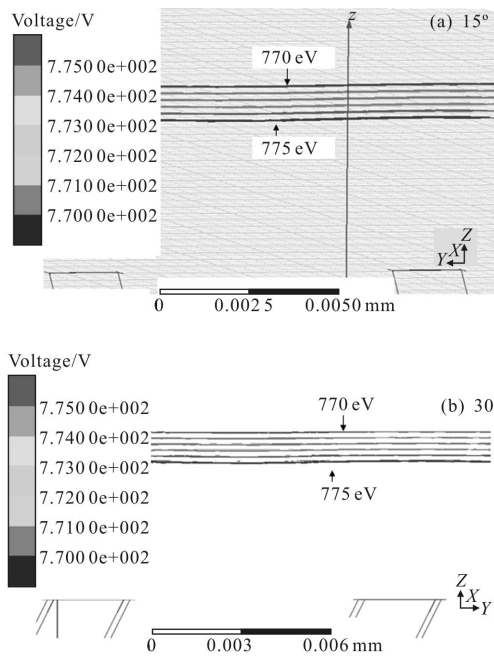 Voltage/V
(a) 15°
z
7.750 0e+002
770 eV
7.740 0e+002
7.730 0e+002
775 eV
7.720 0e+002
7.710 0e+002
7.700 0e+002
Z
X
Y
0
0.002 5
0.005 0 mm
Voltage/V
(b) 30
770 eV
7.750 0e+002
7.740 0e+002
7.730 0e+002
7.720 0e+002
775 eV
7.710 0e+002
7.700 0e+002
Z
X
Y
0
0.003
0.006 mm